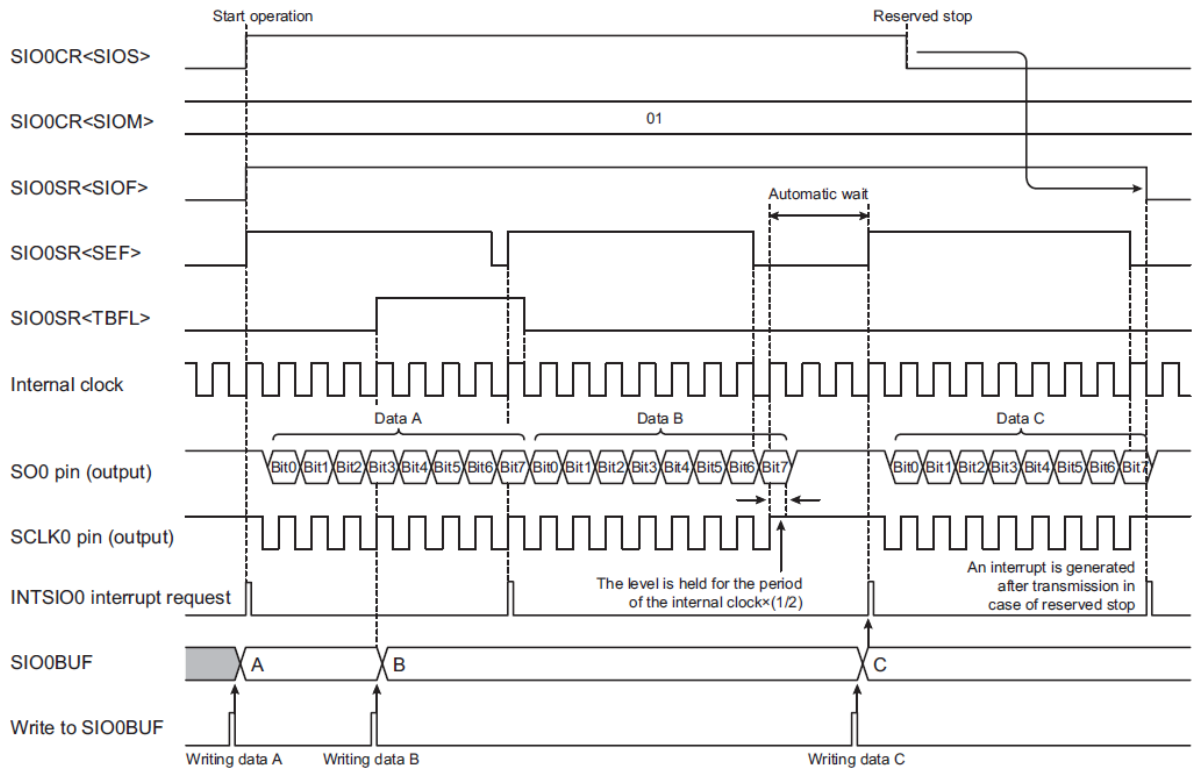 Start operation
Reserved stop
SIO0CR<SIOS>
SIO0CR<SIOM>
01
SIO0SR<SIOF>
Automatic wait
SIO0SR<SEF>
SIO0SR<TBFL>
Internal clock
Data A
Data B
Data C
SO0 pin (output)
Bit0 Bit1 Bit2 Bit3 Bit4 Bit5 Bit6 Bit7 Bit0 Bit1 Bit2 Bit3 Bit4 Bit5 Bit6 Bit7
Bit0 Bit1 Bit2 Bit3 Bit4 Bit5 Bit6 Bit7
SCLK0 pin (output)
The level is held for the period
of the internal clock×(1/2)
An interrupt is generated
after transmission in
case of reserved stop
INTSIO0 interrupt request
SIO0BUF
A
B
C
Write to SIO0BUF
Writing data A
Writing data B
Writing data C